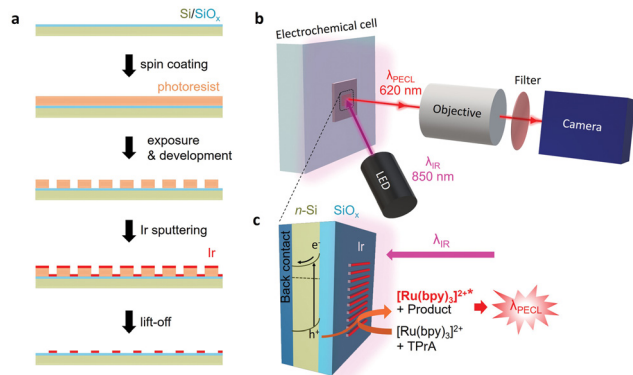 a
Si/SiOx
spin coating
photoresist
exposure
& development
Ir sputtering
Ir
lift-off
b
Electrochemical cell
λPECL
620 nm
Objective
Filter
Camera
λIR
850 nm
LED
c
n-Si
SiOx
Back contact
e-
h+
Ir
λIR
[Ru(bpy)3]2+*
+ Product
λPECL
[Ru(bpy)3]2+
+ TPrA